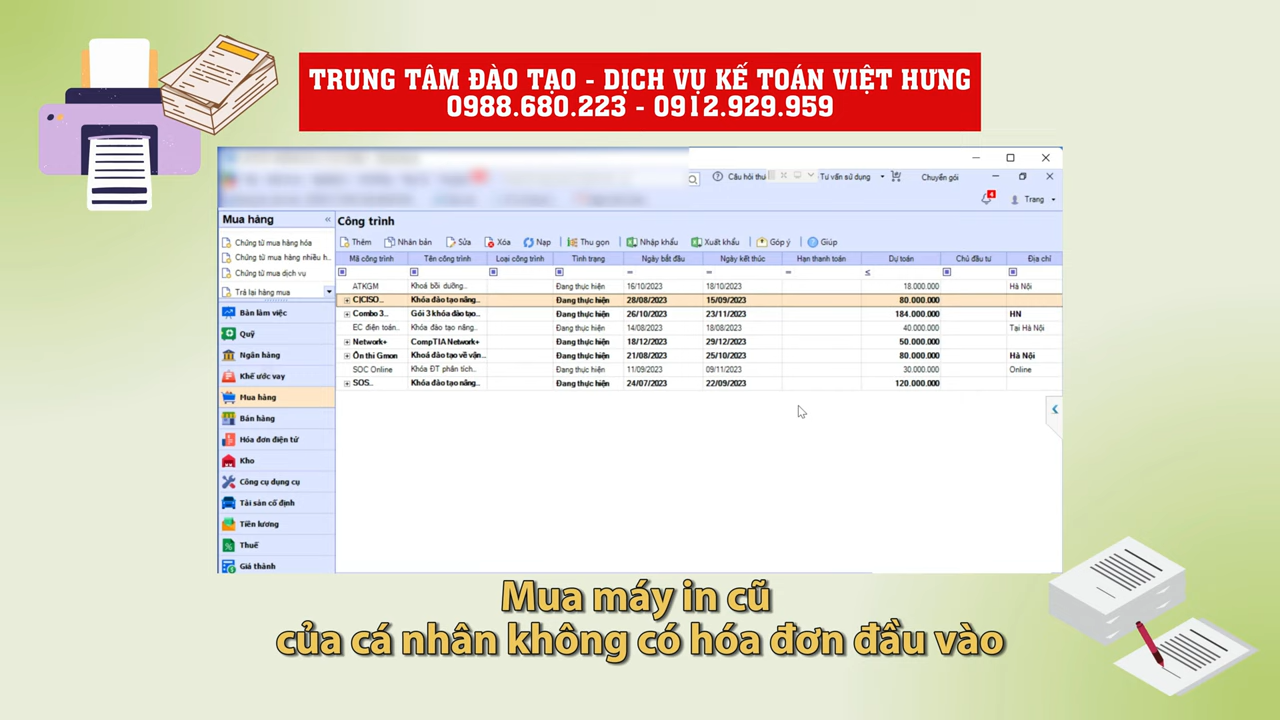 TRUNG TÂM ĐÀO TẠO - DỊCH VỤ KẾ TOÁN VIỆT HƯNG
0988.680.223 - 0912.929.959
Câu hỏi thư
Tư vấn sử dụng
Chuyển gói
4
Trang
Mua hàng «
Chứng từ mua hàng hóa
Chứng từ mua hàng nhiều h..
Chứng từ mua dịch vụ
Trả lại hàng mua
Bàn làm việc
Quỹ
Ngân hàng
Khế ước vay
Mua hàng
Bán hàng
Hóa đơn điện tử
Kho
Công cụ dụng cụ
Tài sản cố định
Tiền lương
Thuế
Giá thành
Công trình
Thêm Nhân bản Sửa Xóa Nạp Thu gọn Nhập khẩu Xuất khẩu Góp ý Giúp
Mã công trình Tên công trình Loại công trình Tình trạng Ngày bắt đầu Ngày kết thúc Hạn thanh toán Dự toán Chủ đầu tư Địa chỉ
= = = ≤
ATKGM Khoá bồi dưỡng... Đang thực hiện 16/10/2023 18/10/2023 18.000.000 Hà Nội
C|CISO.. Khóa đào tạo nâng.. Đang thực hiện 28/08/2023 15/09/2023 80.000.000
Combo 3... Gói 3 khóa đào tạo.. Đang thực hiện 26/10/2023 23/11/2023 184.000.000 HN
EC điện toán.. Khóa đào tạo nâng.. Đang thực hiện 14/08/2023 18/08/2023 40.000.000 Tại Hà Nội
Network+ CompTIA Network+ Đang thực hiện 18/12/2023 29/12/2023 50.000.000
Ôn thi Gmon Khoá đào tạo về vận.. Đang thực hiện 21/08/2023 25/10/2023 80.000.000 Hà Nội
SOC Online Khóa ĐT phân tích.. Đang thực hiện 11/09/2023 09/11/2023 30.000.000 Online
SOS.. Khóa đào tạo nâng.. Đang thực hiện 24/07/2023 22/09/2023 120.000.000
Mua máy in cũ
của cá nhân không có hóa đơn đầu vào